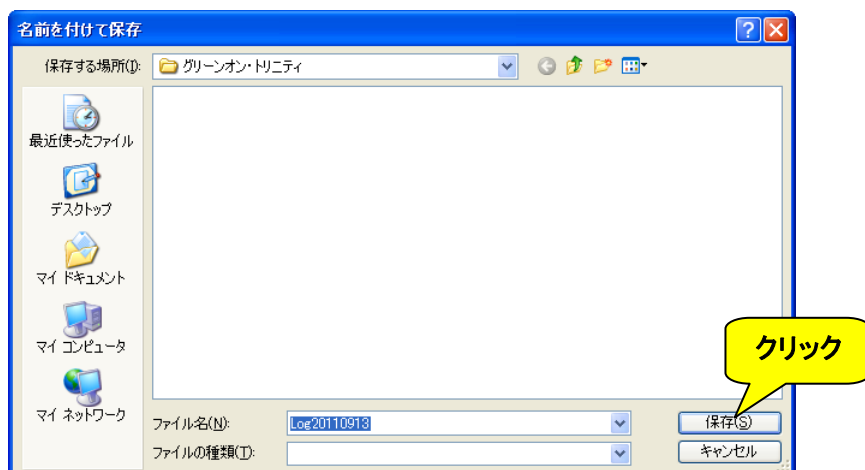 名前を付けて保存
保存する場所(I): グリーンオン・トリニティ
最近使ったファイル
デスクトップ
マイ ドキュメント
マイ コンピュータ
マイ ネットワーク
クリック
ファイル名(N): Log20110913 保存(S)
ファイルの種類(T): キャンセル